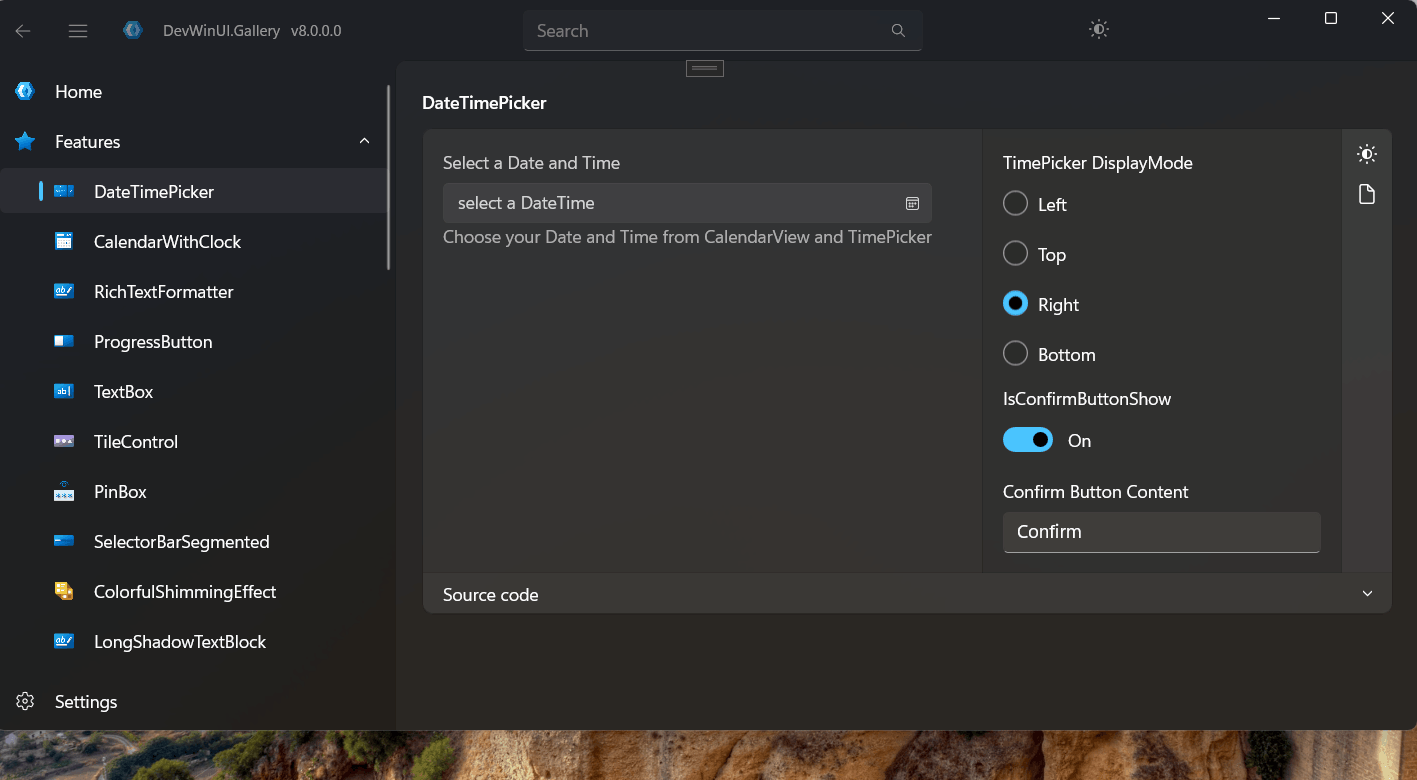 DevWinUI.Gallery v8.0.0.0
Search
Home
Features
DateTimePicker
CalendarWithClock
RichTextFormatter
ProgressButton
TextBox
TileControl
PinBox
SelectorBarSegmented
ColorfulShimmingEffect
LongShadowTextBlock
Settings
DateTimePicker
Select a Date and Time
select a DateTime
Choose your Date and Time from CalendarView and TimePicker
TimePicker DisplayMode
Left
Top
Right
Bottom
IsConfirmButtonShow
On
Confirm Button Content
Confirm
Source code